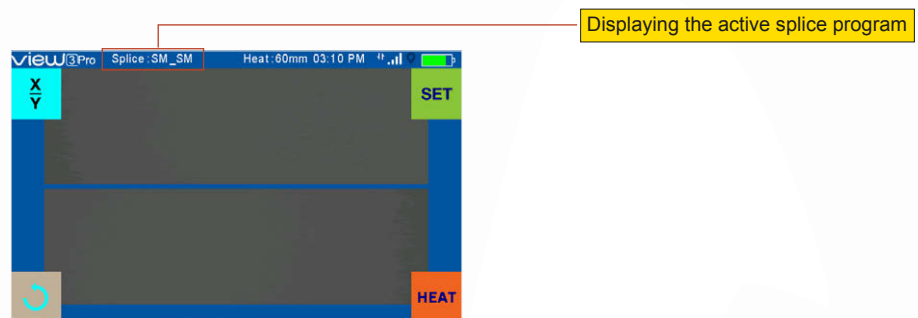 Displaying the active splice program
view3Pro Splice:SM_SM Heat:60mm 03:10 PM
X
Y
SET
HEAT